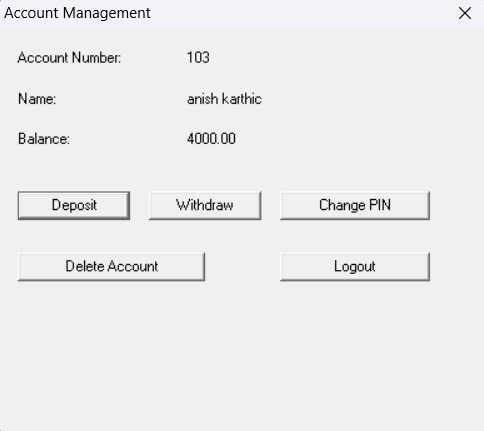 Account Management
Account Number: 103
Name: anish karthic
Balance: 4000.00
Deposit Withdraw Change PIN
Delete Account Logout